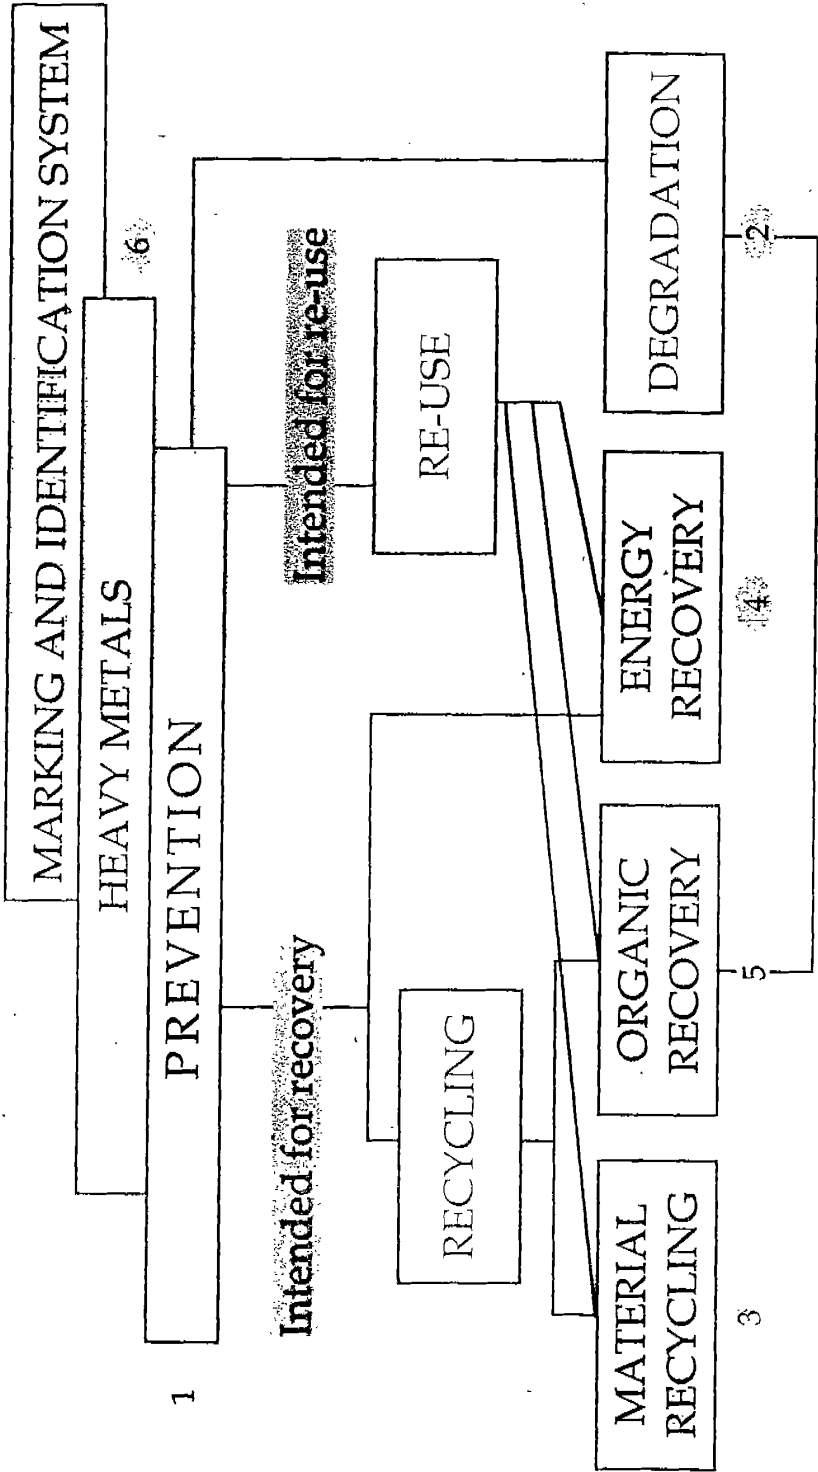 MARKING AND IDENTIFICATION SYSTEM
HEAVY METALS
6
1
PREVENTION
Intended for recovery
Intended for re-use
RECYCLING
RE-USE
MATERIAL
RECYCLING
ORGANIC
RECOVERY
ENERGY
RECOVERY
DEGRADATION
3
5
4
2